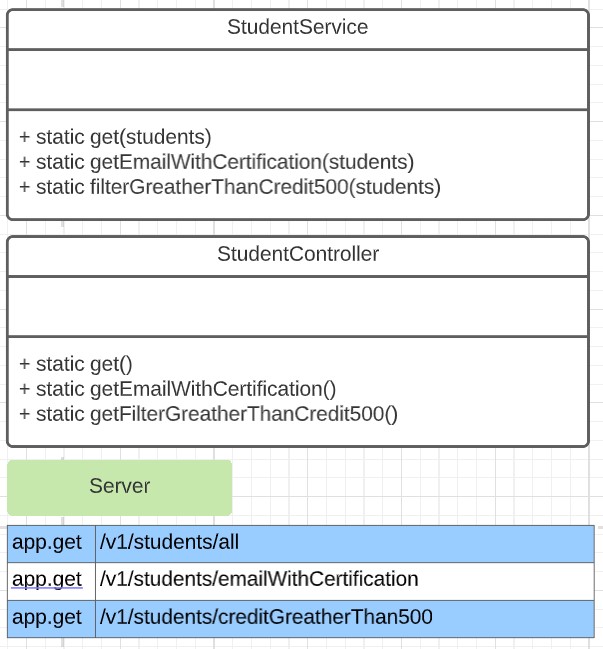 StudentService
+ static get(students)
+ static getEmailWithCertification(students)
+ static filterGreatherThanCredit500(students)
StudentController
+ static get()
+ static getEmailWithCertification()
+ static getFilterGreatherThanCredit500()
Server
app.get /v1/students/all
app.get /v1/students/emailWithCertification
app.get /v1/students/creditGreatherThan500